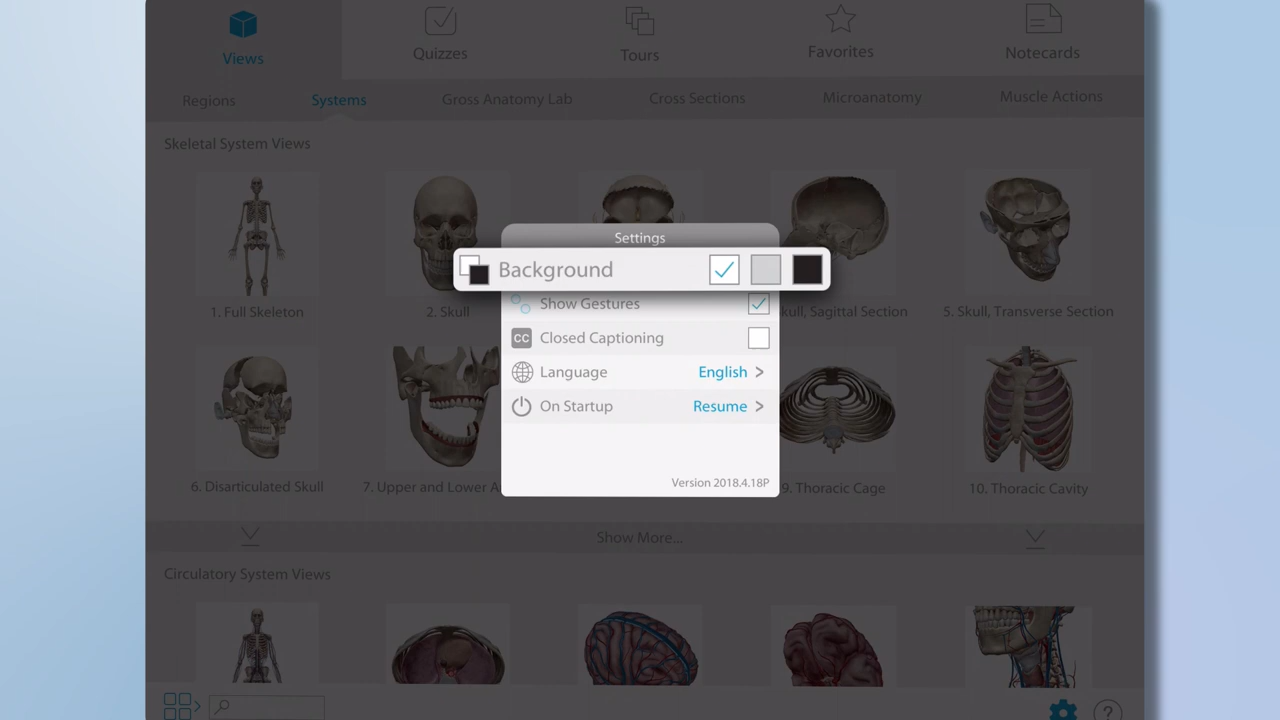 Views
Quizzes
Tours
Favorites
Notecards
Regions
Systems
Gross Anatomy Lab
Cross Sections
Microanatomy
Muscle Actions
Skeletal System Views
Settings
Background
Show Gestures
CC Closed Captioning
Language English >
On Startup Resume >
Version 2018.4.18P
1. Full Skeleton
2. Skull
Sagittal Section
5. Skull, Transverse Section
6. Disarticulated Skull
7. Upper and Lower
9. Thoracic Cage
10. Thoracic Cavity
Show More...
Circulatory System Views
?